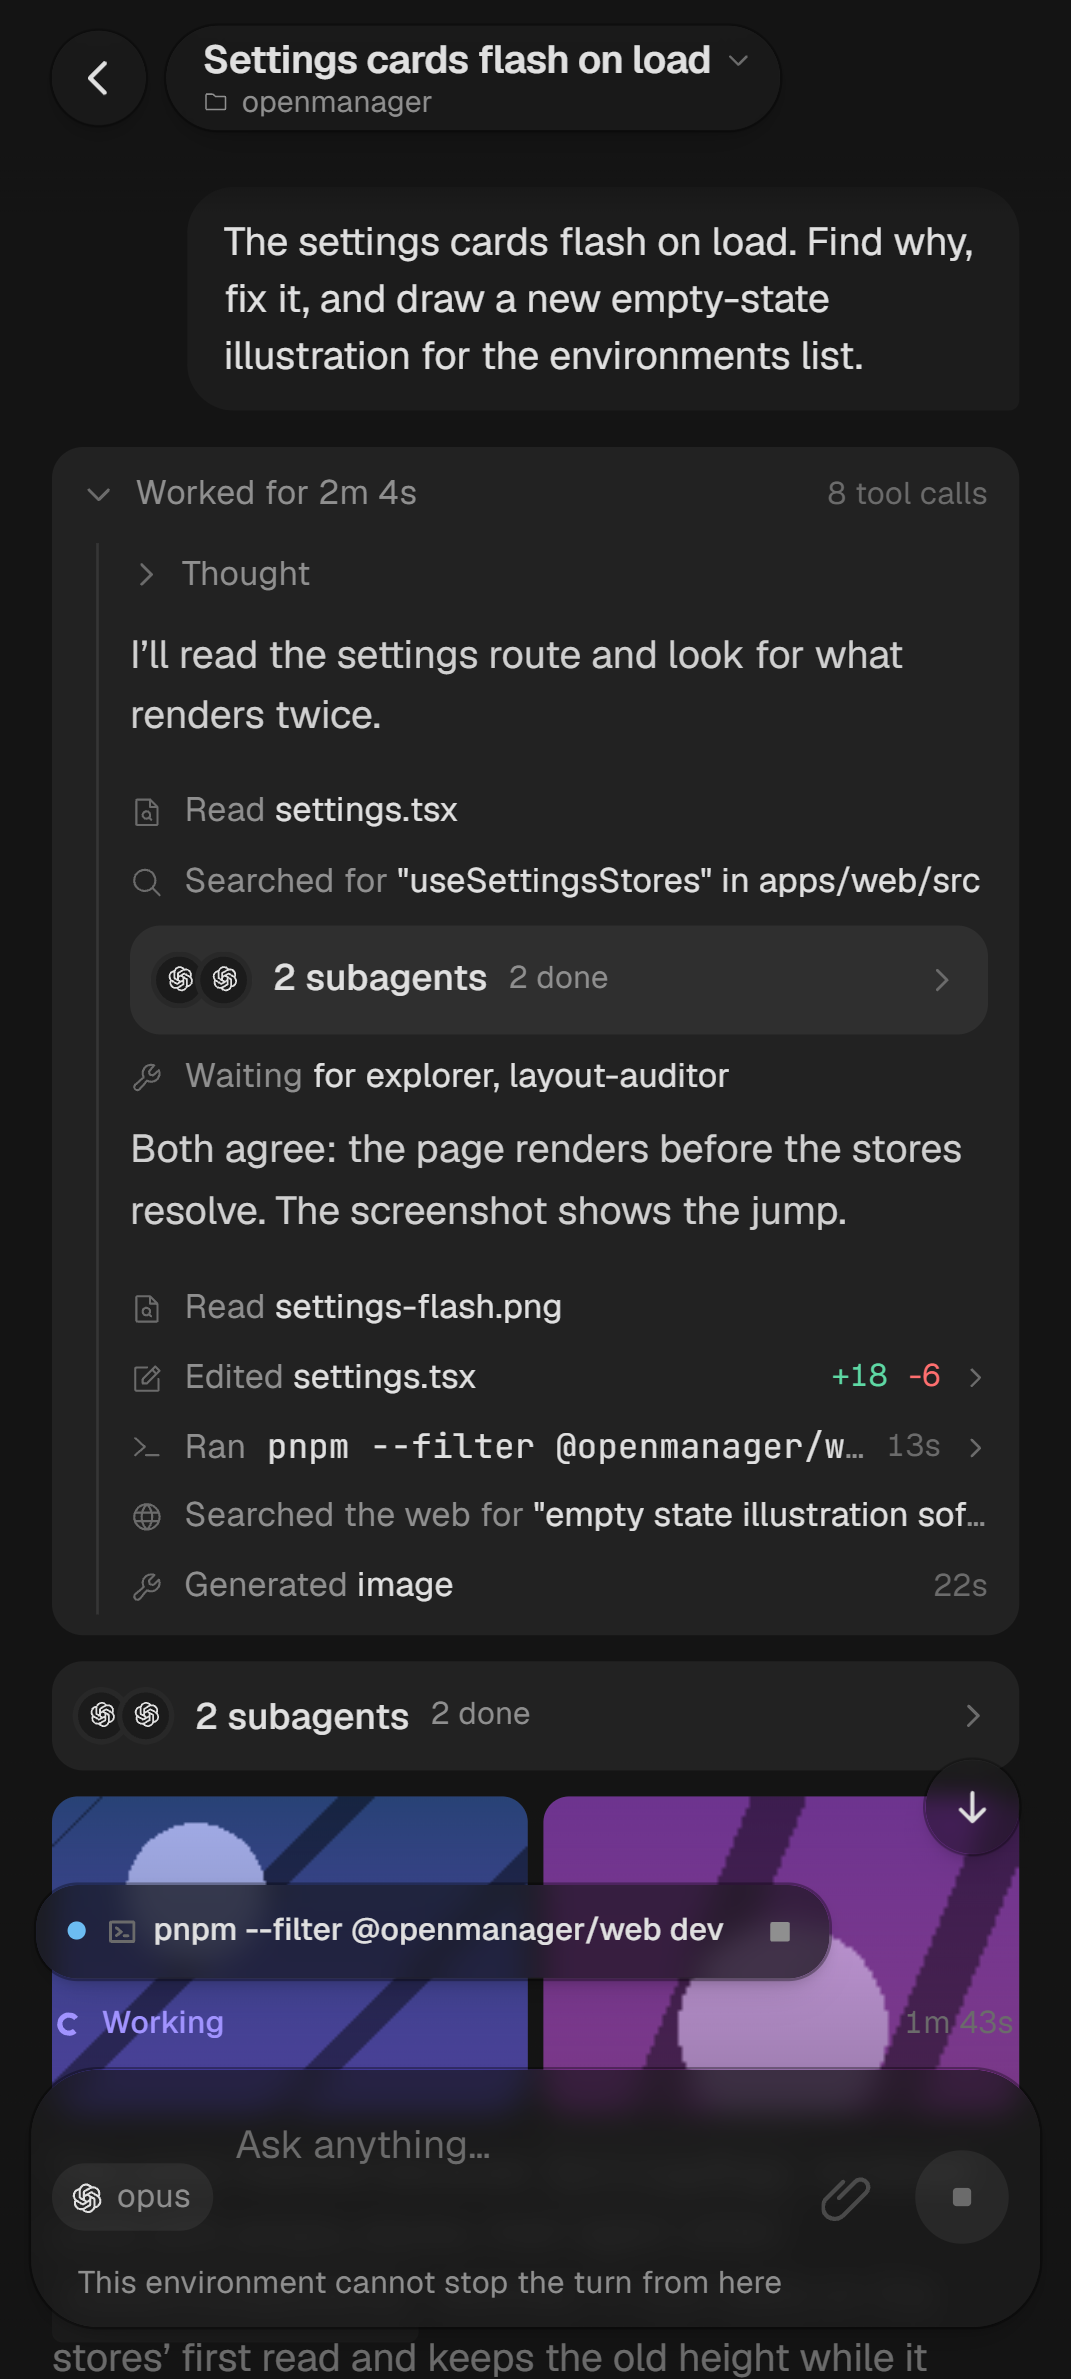 Settings cards flash on load
openmanager
The settings cards flash on load. Find why,
fix it, and draw a new empty-state
illustration for the environments list.
Worked for 2m 4s 8 tool calls
Thought
I’ll read the settings route and look for what
renders twice.
Read settings.tsx
Searched for "useSettingsStores" in apps/web/src
2 subagents 2 done
Waiting for explorer, layout-auditor
Both agree: the page renders before the stores
resolve. The screenshot shows the jump.
Read settings-flash.png
Edited settings.tsx +18 -6
Ran pnpm --filter @openmanager/w… 13s
Searched the web for "empty state illustration sof…
Generated image 22s
2 subagents 2 done
pnpm --filter @openmanager/web dev
Working 1m 43s
Ask anything…
opus
This environment cannot stop the turn from here
stores’ first read and keeps the old height while it